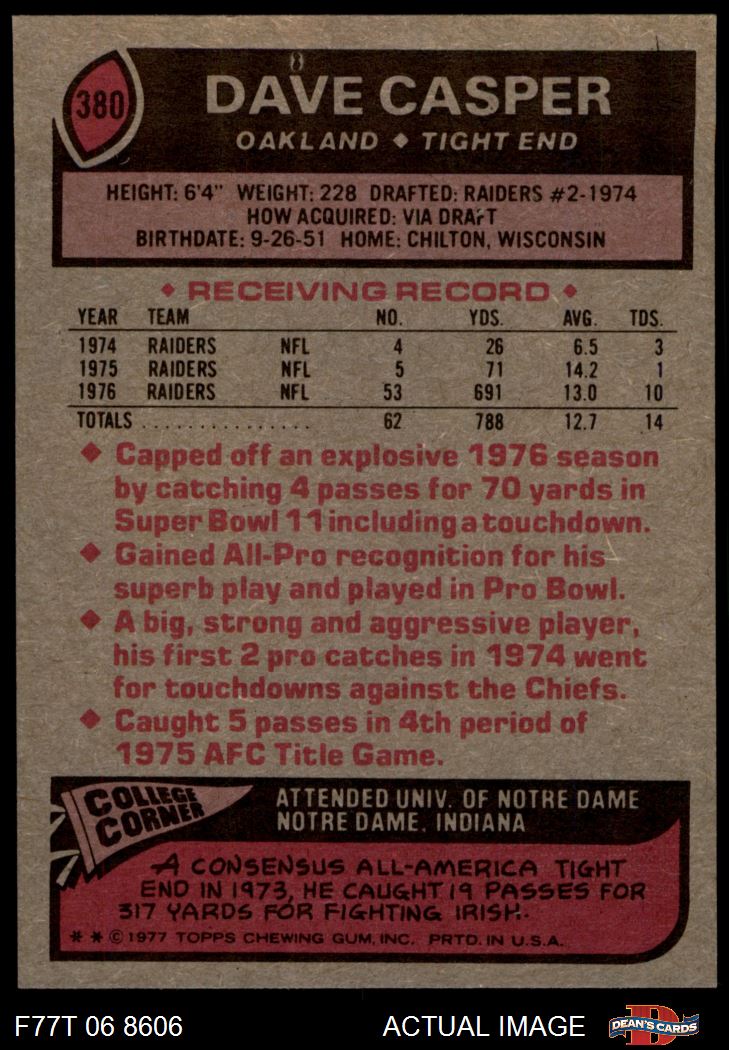 380
DAVE CASPER
OAKLAND ◆ TIGHT END
HEIGHT: 6'4" WEIGHT: 228 DRAFTED: RAIDERS #2-1974
HOW ACQUIRED: VIA DRAFT
BIRTHDATE: 9-26-51 HOME: CHILTON, WISCONSIN
◆ RECEIVING RECORD ◆
YEAR TEAM NO. YDS. AVG. TDS.
1974 RAIDERS NFL 4 26 6.5 3
1975 RAIDERS NFL 5 71 14.2 1
1976 RAIDERS NFL 53 691 13.0 10
TOTALS . . . . . . . . . . . . . . . 62 788 12.7 14
◆ Capped off an explosive 1976 season
by catching 4 passes for 70 yards in
Super Bowl 11 including a touchdown.
◆ Gained All-Pro recognition for his
superb play and played in Pro Bowl.
◆ A big, strong and aggressive player,
his first 2 pro catches in 1974 went
for touchdowns against the Chiefs.
◆ Caught 5 passes in 4th period of
1975 AFC Title Game.
COLLEGE
CORNER
ATTENDED UNIV. OF NOTRE DAME
NOTRE DAME, INDIANA
A CONSENSUS ALL-AMERICA TIGHT
END IN 1973, HE CAUGHT 19 PASSES FOR
317 YARDS FOR FIGHTING IRISH.
* * © 1977 TOPPS CHEWING GUM, INC. PRTD. IN U.S.A.
F77T 06 8606 ACTUAL IMAGE
D
DEAN'S CARDS